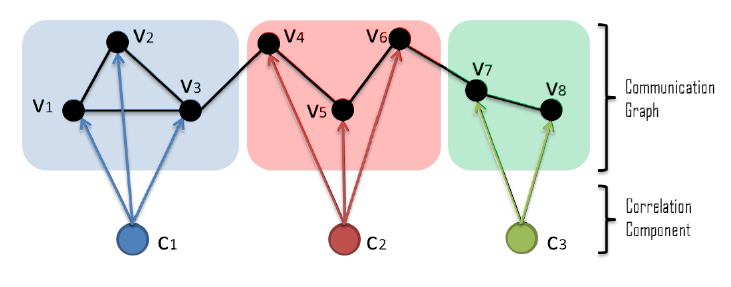 V2
V4
V6
V3
V7
V8
V1
V5
Communication
Graph
C1
C2
C3
Correlation
Component